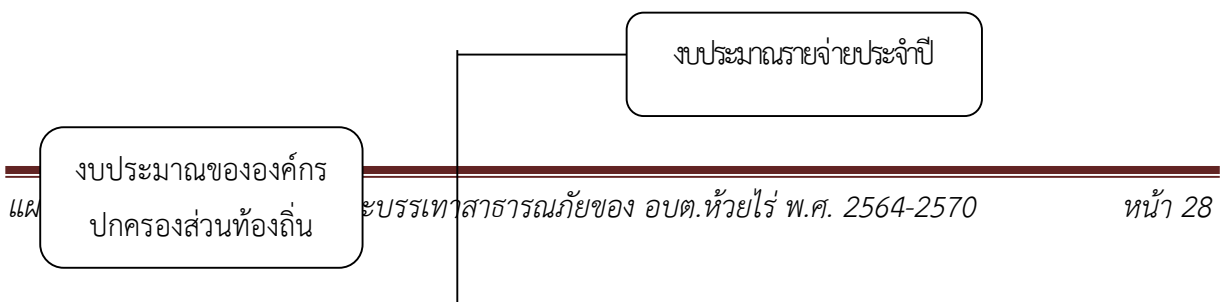 งบประมาณรายจ่ายประจำปี
งบประมาณขององค์กร
ปกครองส่วนท้องถิ่น
แผ ะบรรเทาสาธารณภัยของ อบต.ห้วยไร่ พ.ศ. 2564-2570 หน้า 28